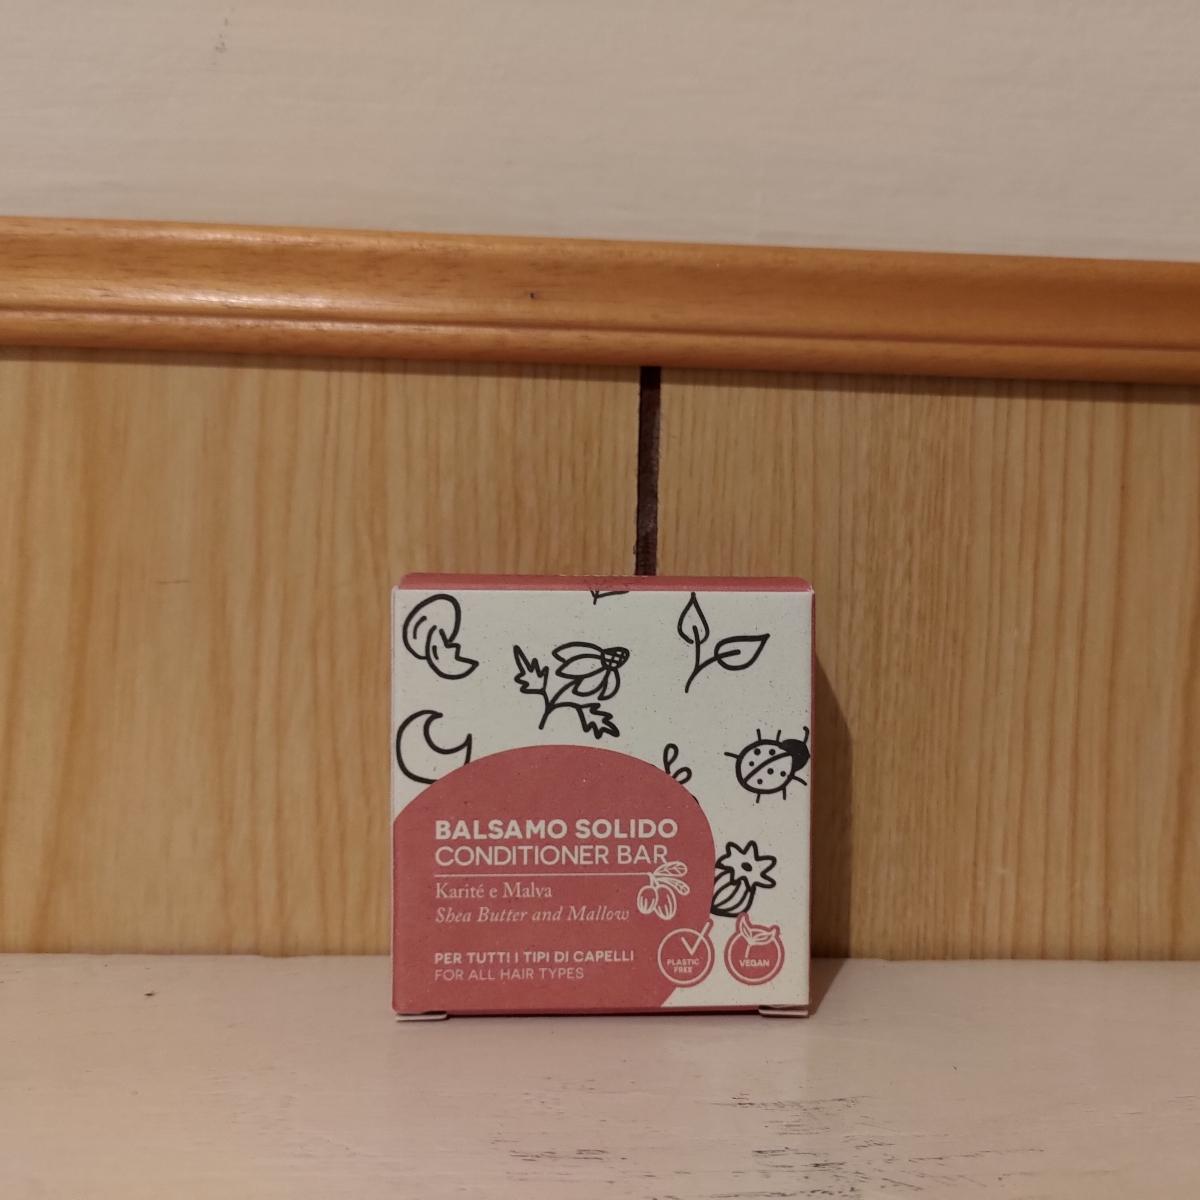 BALSAMO SOLIDO
CONDITIONER BAR
Karité e Malva
Shea Butter and Mallow
PER TUTTI I TIPI DI CAPELLI
FOR ALL HAIR TYPES
PLASTIC
FREE
VEGAN